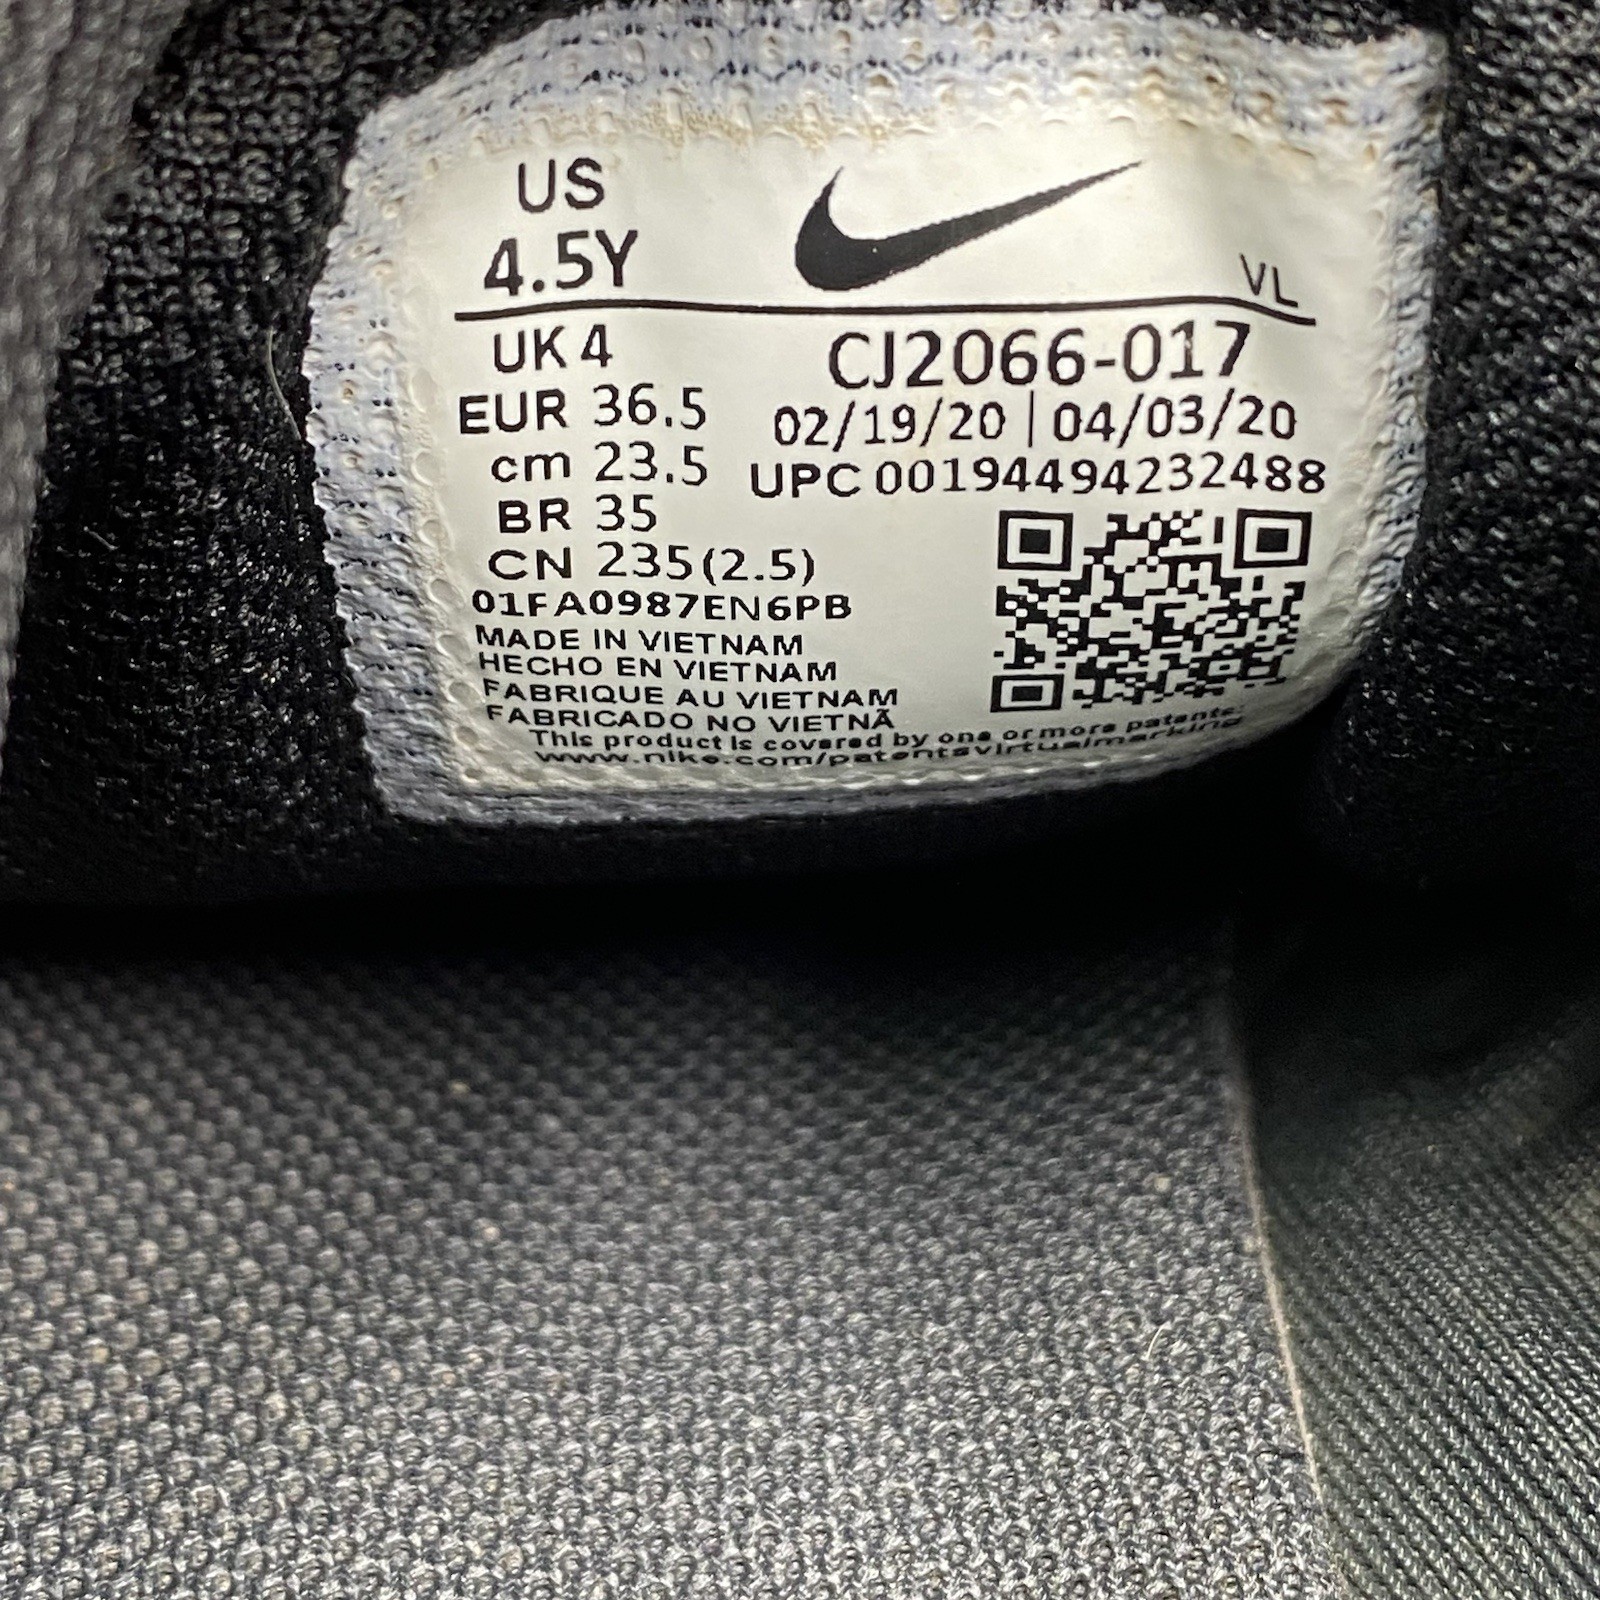 US
4.5Y
VL
UK 4
CJ2066-017
EUR 36.5
02/19/20 | 04/03/20
cm 23.5
UPC 00194494232488
BR 35
CN 235(2.5)
01FA0987EN6PB
MADE IN VIETNAM
HECHO EN VIETNAM
FABRIQUE AU VIETNAM
FABRICADO NO VIETNÃ
This product is covered by one or more patents:
www.nike.com/patentsvirtualmarking